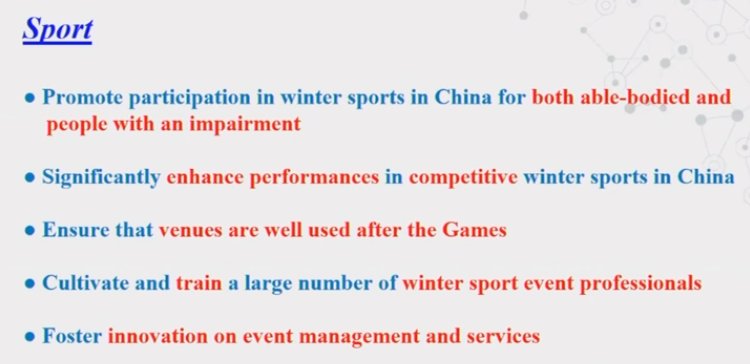 Sport
● Promote participation in winter sports in China for both able-bodied and
people with an impairment
● Significantly enhance performances in competitive winter sports in China
● Ensure that venues are well used after the Games
● Cultivate and train a large number of winter sport event professionals
● Foster innovation on event management and services